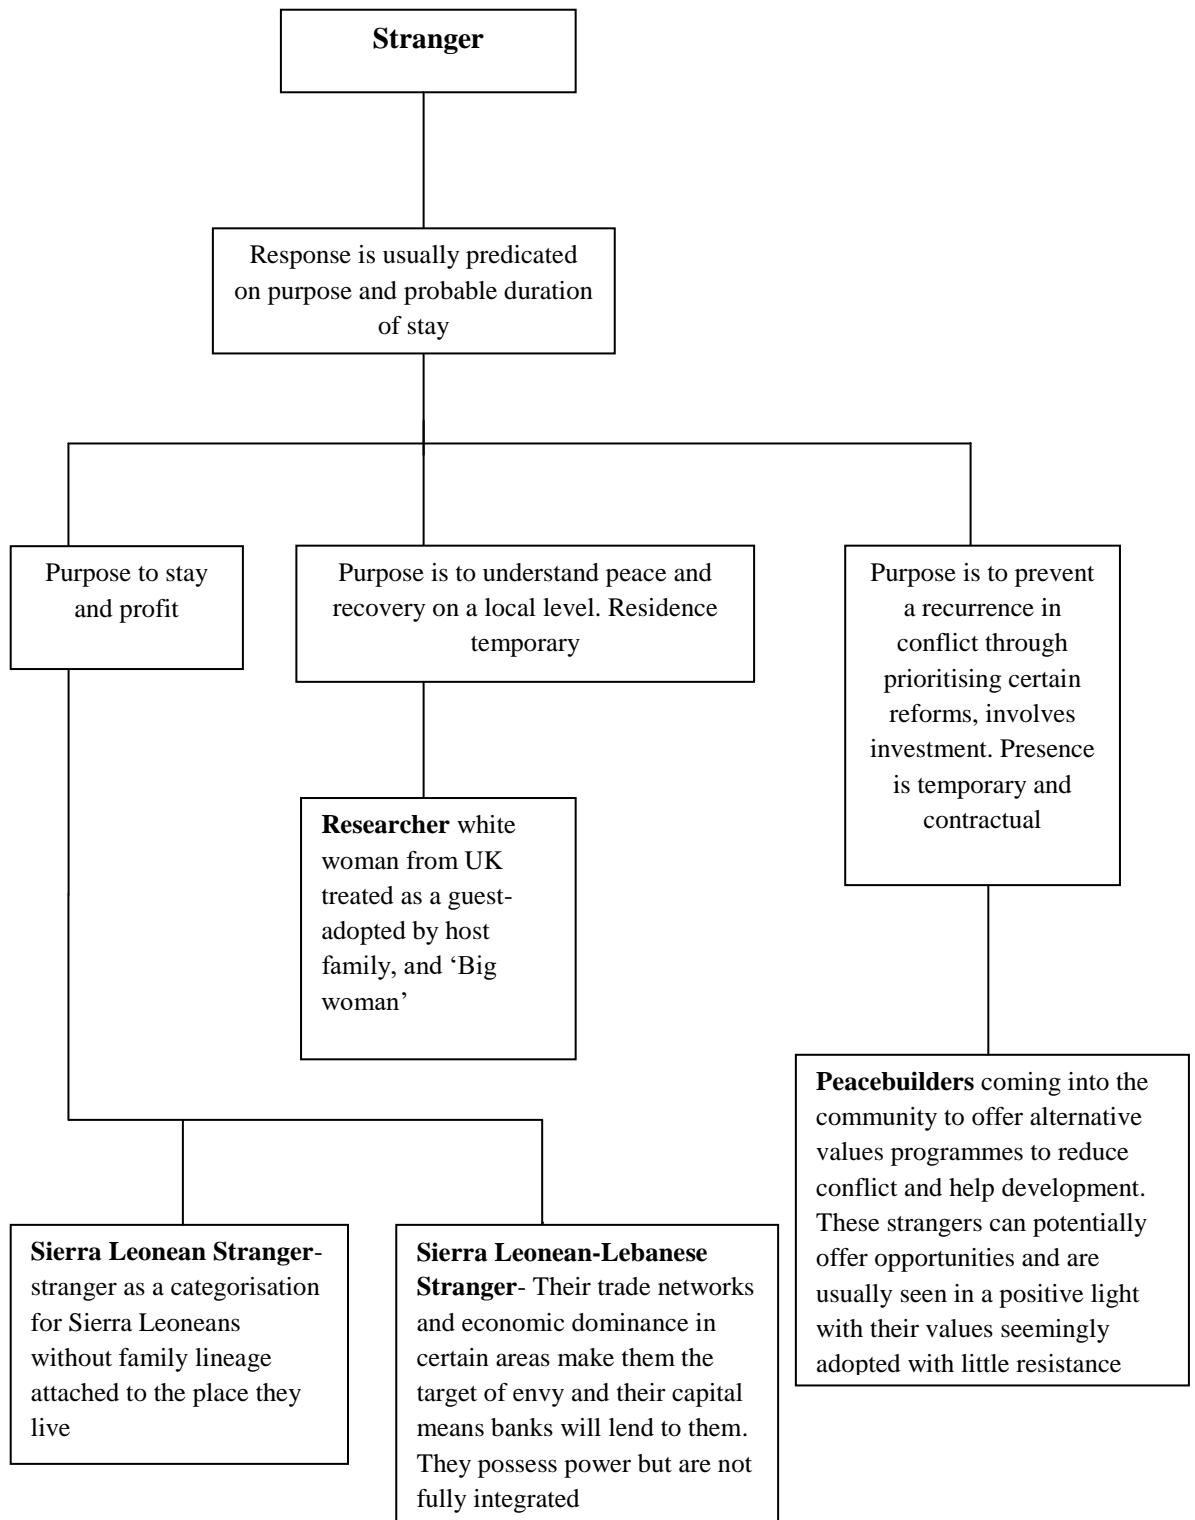 Stranger
Response is usually predicated
on purpose and probable duration
of stay
Purpose to stay
and profit
Purpose is to understand peace and
recovery on a local level. Residence
temporary
Purpose is to prevent
a recurrence in
conflict through
prioritising certain
reforms, involves
investment. Presence
is temporary and
contractual
Researcher white
woman from UK
treated as a guest-
adopted by host
family, and ‘Big
woman’
Peacebuilders coming into the
community to offer alternative
values programmes to reduce
conflict and help development.
These strangers can potentially
offer opportunities and are
usually seen in a positive light
with their values seemingly
adopted with little resistance
Sierra Leonean Stranger-
stranger as a categorisation
for Sierra Leoneans
without family lineage
attached to the place they
live
Sierra Leonean-Lebanese
Stranger- Their trade networks
and economic dominance in
certain areas make them the
target of envy and their capital
means banks will lend to them.
They possess power but are not
fully integrated